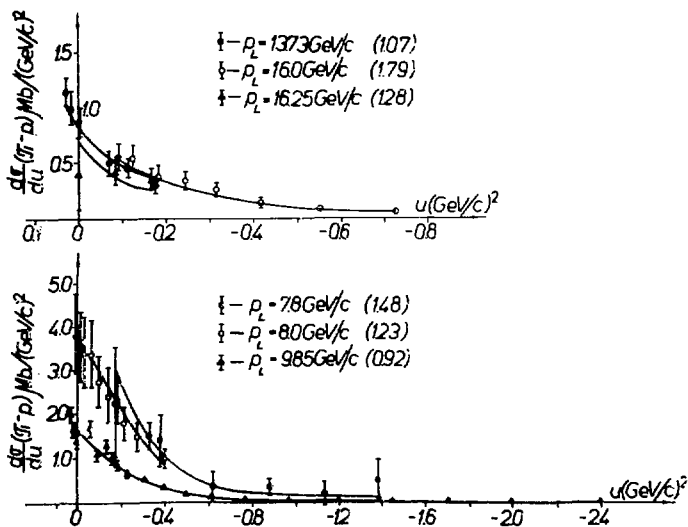 dσ/du (π-p) Mb/(GeV/c)²
1.5
1.0
0.5
– P_L = 13.73 GeV/c (1.07)
– P_L = 16.0 GeV/c (1.79)
– P_L = 16.25 GeV/c (1.28)
0.1 0 -0.2 -0.4 -0.6 -0.8
u(GeV/c)²
dσ/du (π-p) Mb/(GeV/c)²
5.0
4.0
3.0
2.0
1.0
– P_L = 7.8 GeV/c (1.48)
– P_L = 8.0 GeV/c (1.23)
– P_L = 9.85 GeV/c (0.92)
0 -0.4 -0.8 -1.2 -1.6 -2.0 -2.4
u(GeV/c)²